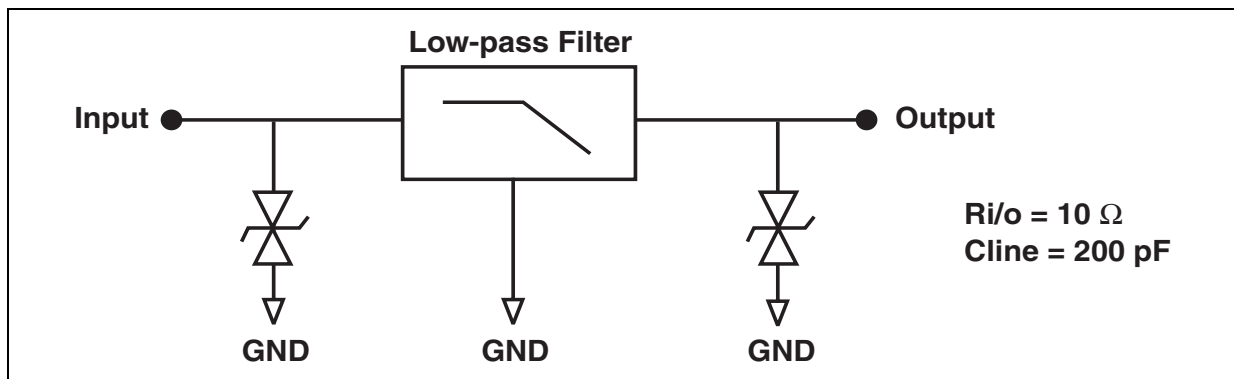 Low-pass Filter
Input
Output
Ri/o = 10 Ω
Cline = 200 pF
GND
GND
GND